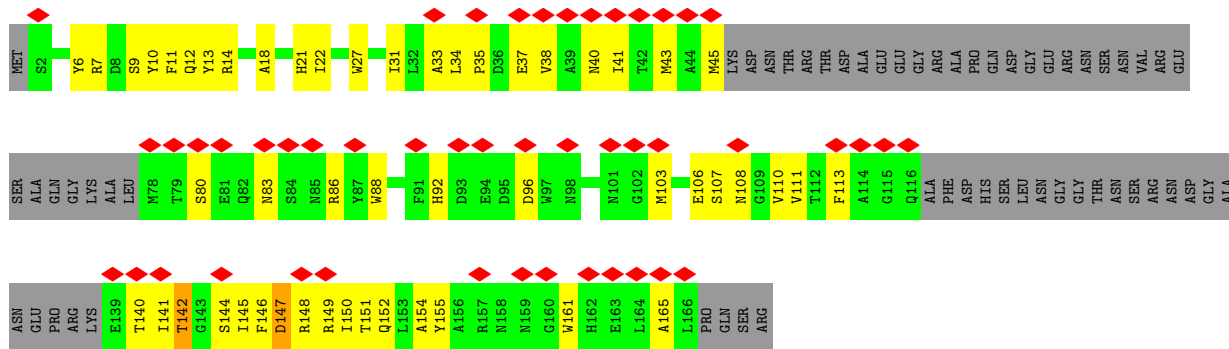 MET S2 Y6 R7 D8 S9 Y10 F11 Q12 Y13 R14 A18 H21 I22 W27 I31 L32 A33 L34 P35 D36 E37 V38 A39 N40 I41 T42 M43 A44 M45 LYS ASP ASN THR ARG THR ASP ALA GLU GLU GLY ARG ALA PRO GLN ASP GLY GLU ARG ASN SER ASN VAL ARG GLU
SER ALA GLN GLY LYS ALA LEU M78 T79 S80 E81 Q82 N83 S84 N85 R86 Y87 W88 F91 H92 D93 E94 D95 D96 W97 N98 N101 G102 M103 E106 S107 N108 G109 V110 V111 T112 F113 A114 G115 Q116 ALA PHE ASP HIS SER LEU ASN GLY GLY THR ASN SER ARG ASN ASP GLY ALA
ASN GLU PRO ARG LYS E139 T140 I141 T142 G143 S144 I145 F146 D147 R148 R149 I150 T151 Q152 L153 A154 Y155 A156 R157 N158 N159 G160 W161 H162 E163 L164 A165 L166 PRO GLN SER ARG